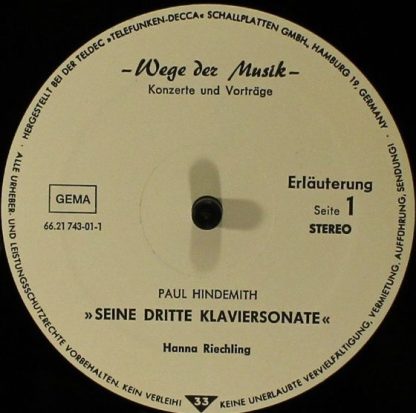 · HERGESTELLT BEI DER TELDEC »TELEFUNKEN-DECCA« SCHALLPLATTEN GMBH, HAMBURG 19, GERMANY ·
– Wege der Musik –
Konzerte und Vorträge
GEMA
66.21 743-01-1
Erläuterung
Seite 1
STEREO
PAUL HINDEMITH
»SEINE DRITTE KLAVIERSONATE«
Hanna Riechling
ALLE URHEBER- UND LEISTUNGSSCHUTZRECHTE VORBEHALTEN. KEIN VERLEIH! KEINE UNERLAUBTE VERVIELFÄLTIGUNG, VERMIETUNG, AUFFÜHRUNG, SENDUNG!
33